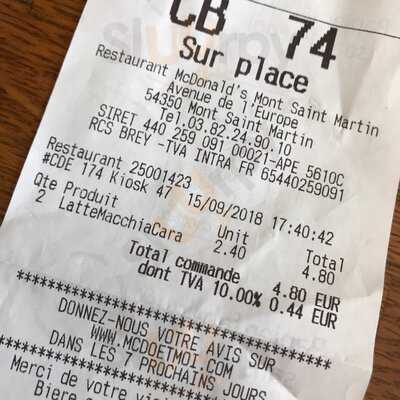 CB 74
Sur place
Restaurant McDonald's Mont Saint Martin
Avenue de l'Europe
54350 Mont Saint Martin
Tel.03.82.24.90.10
SIRET 440 259 091 00021-APE 5610C
RCS BREY -TVA INTRA FR 65440259091
Restaurant 25001423
#CDE 174 Kiosk 47 15/09/2018 17:40:42
Qte Produit Unit Total
2 LatteMacchiaCara 2.40 4.80
Total commande 4.80 EUR
dont TVA 10.00% 0.44 EUR
************************************
DONNEZ-NOUS VOTRE AVIS SUR
WWW.MCDOETMOI.COM
DANS LES 7 PROCHAINS JOURS
************************************
Merci de votre